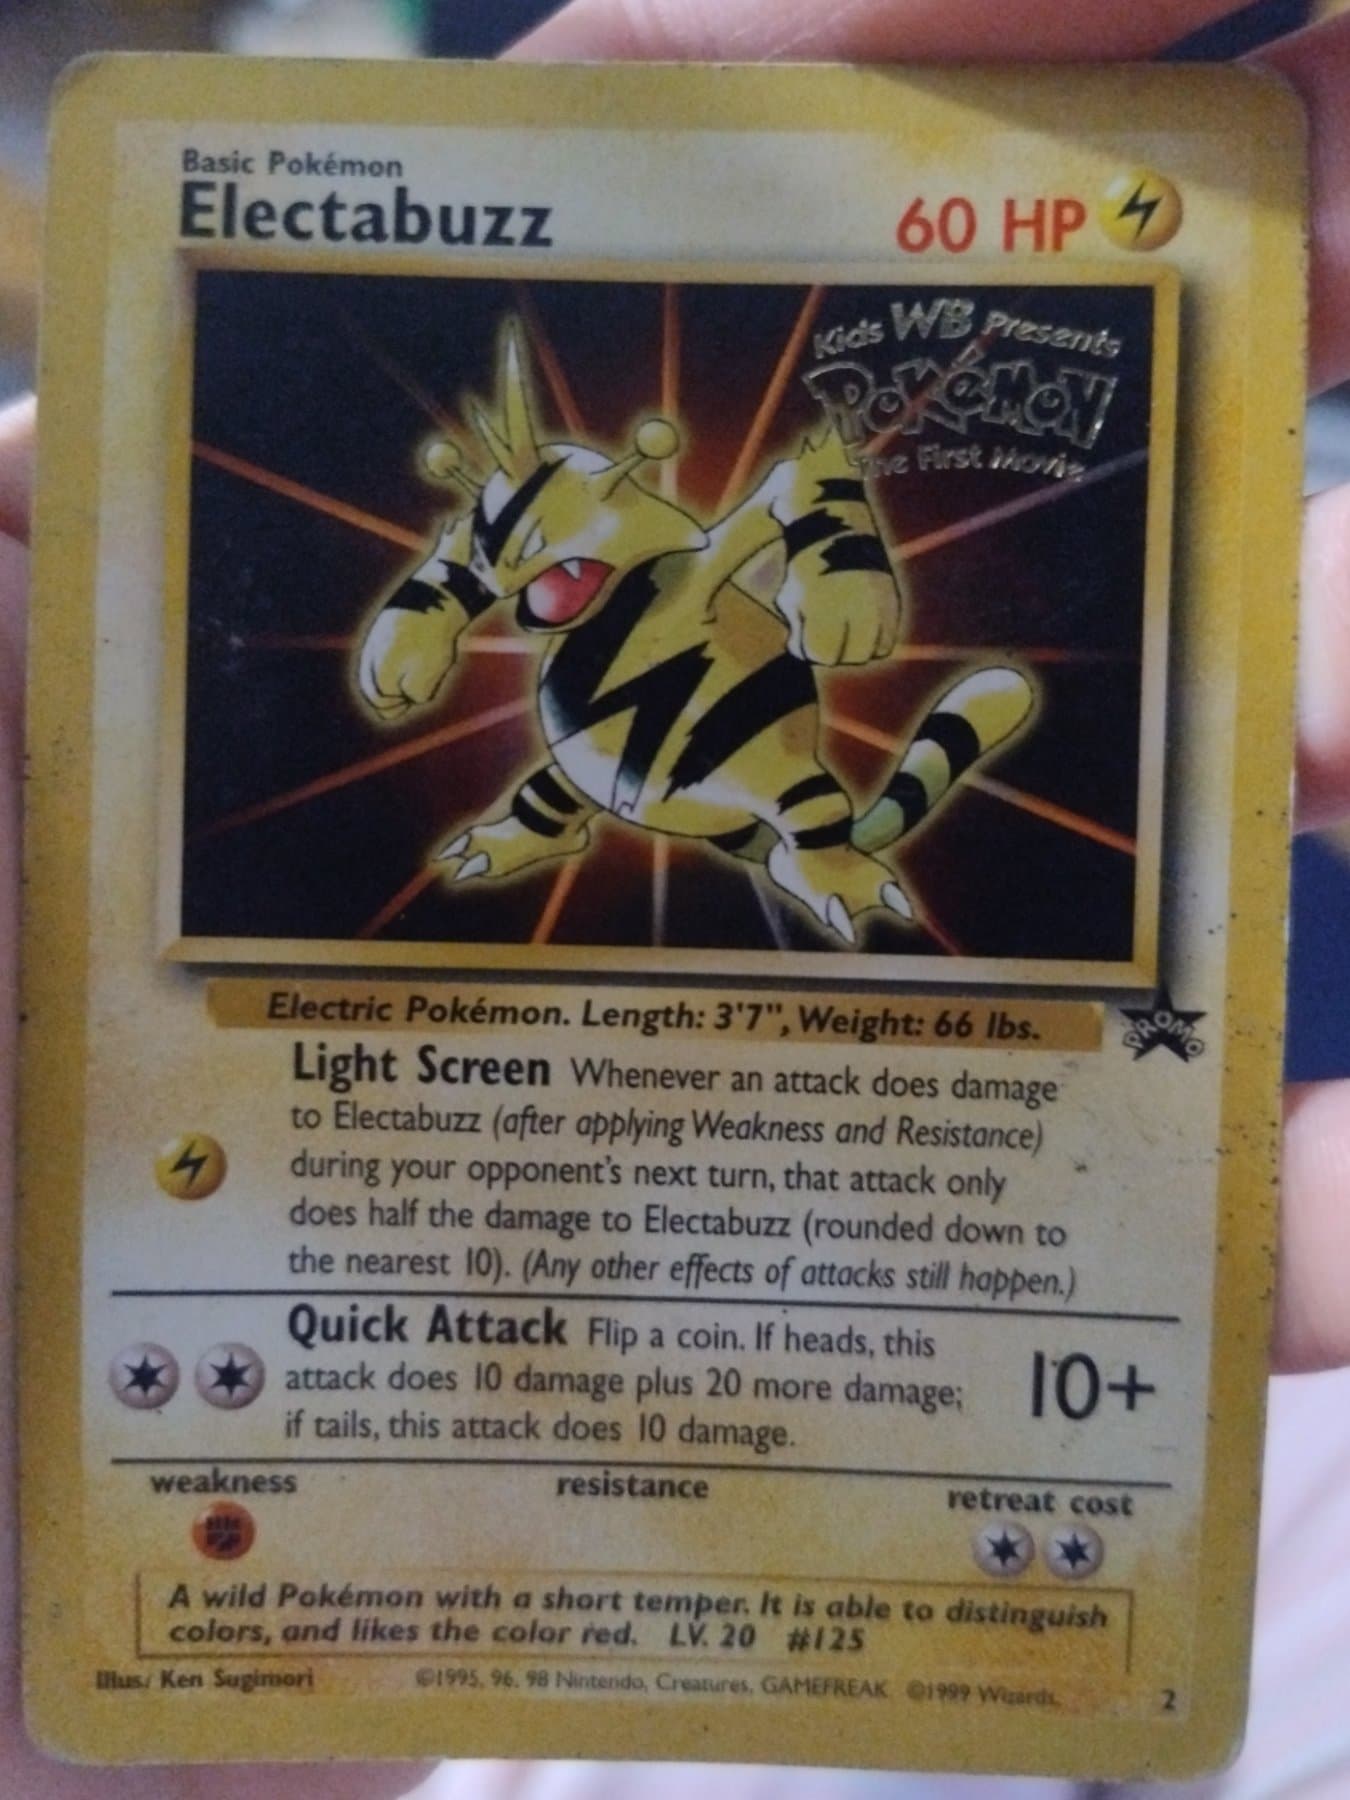 Basic Pokémon
Electabuzz
60 HP
Kids WB Presents
POKéMON
The First Movie
Electric Pokémon. Length: 3'7", Weight: 66 lbs.
PROMO
Light Screen Whenever an attack does damage
to Electabuzz (after applying Weakness and Resistance)
during your opponent's next turn, that attack only
does half the damage to Electabuzz (rounded down to
the nearest 10). (Any other effects of attacks still happen.)
Quick Attack Flip a coin. If heads, this
attack does 10 damage plus 20 more damage;
if tails, this attack does 10 damage.
10+
weakness
resistance
retreat cost
A wild Pokémon with a short temper. It is able to distinguish
colors, and likes the color red. LV. 20 #125
Illus. Ken Sugimori
©1995, 96, 98 Nintendo, Creatures, GAMEFREAK ©1999 Wizards.
2